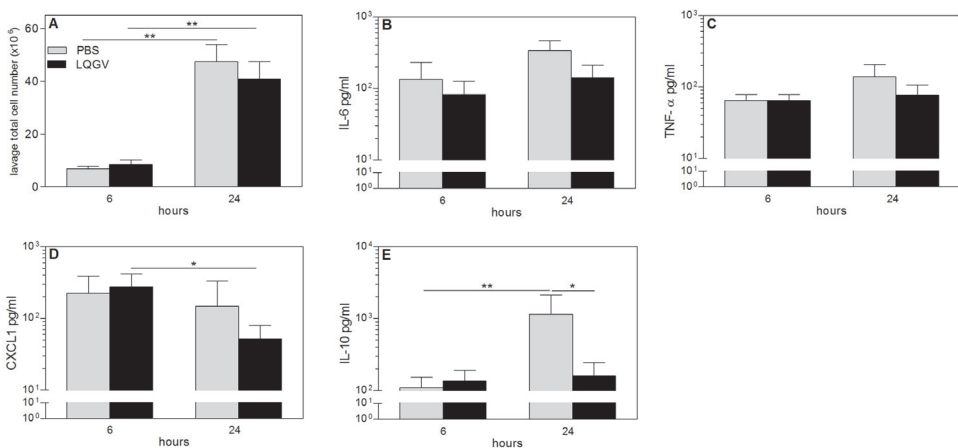 A
lavage total cell number (x10⁶)
60
40
20
0
**
**
PBS
LQGV
6
24
hours
B
IL-6 pg/ml
10³
10²
10¹
10¹
10⁰
6
24
hours
C
TNF- α pg/ml
10³
10²
10¹
10¹
10⁰
6
24
hours
D
CXCL1 pg/ml
10³
10²
10¹
10¹
10⁰
*
6
24
hours
E
IL-10 pg/ml
10⁴
10³
10²
10¹
10⁰
**
*
6
24
hours